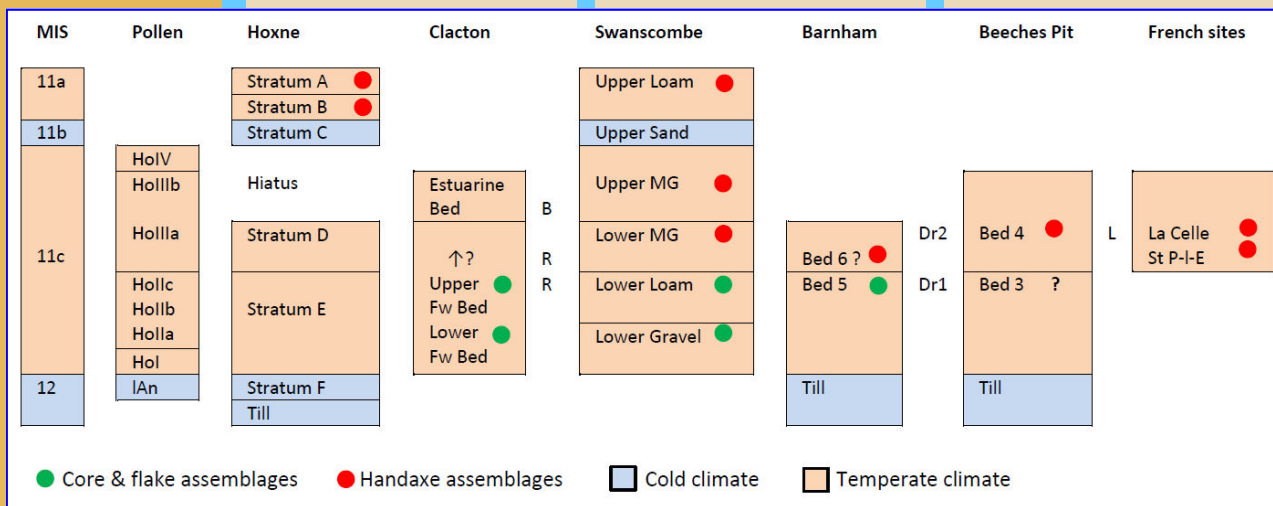 MIS Pollen Hoxne Clacton Swanscombe Barnham Beeches Pit French sites
11a Stratum A Upper Loam
Stratum B
11b Stratum C Upper Sand
HoIV
HoIIIb Hiatus Estuarine Upper MG
Bed B
HoIIIa Stratum D Lower MG Dr2 Bed 4 L La Celle
11c ↑? R Bed 6 ? St P-l-E
HoIIc Upper R Lower Loam Bed 5 Dr1 Bed 3 ?
HoIIb Stratum E Fw Bed
HoIIa Lower Lower Gravel
HoI Fw Bed
12 lAn Stratum F Till Till
Till
Core & flake assemblages Handaxe assemblages Cold climate Temperate climate